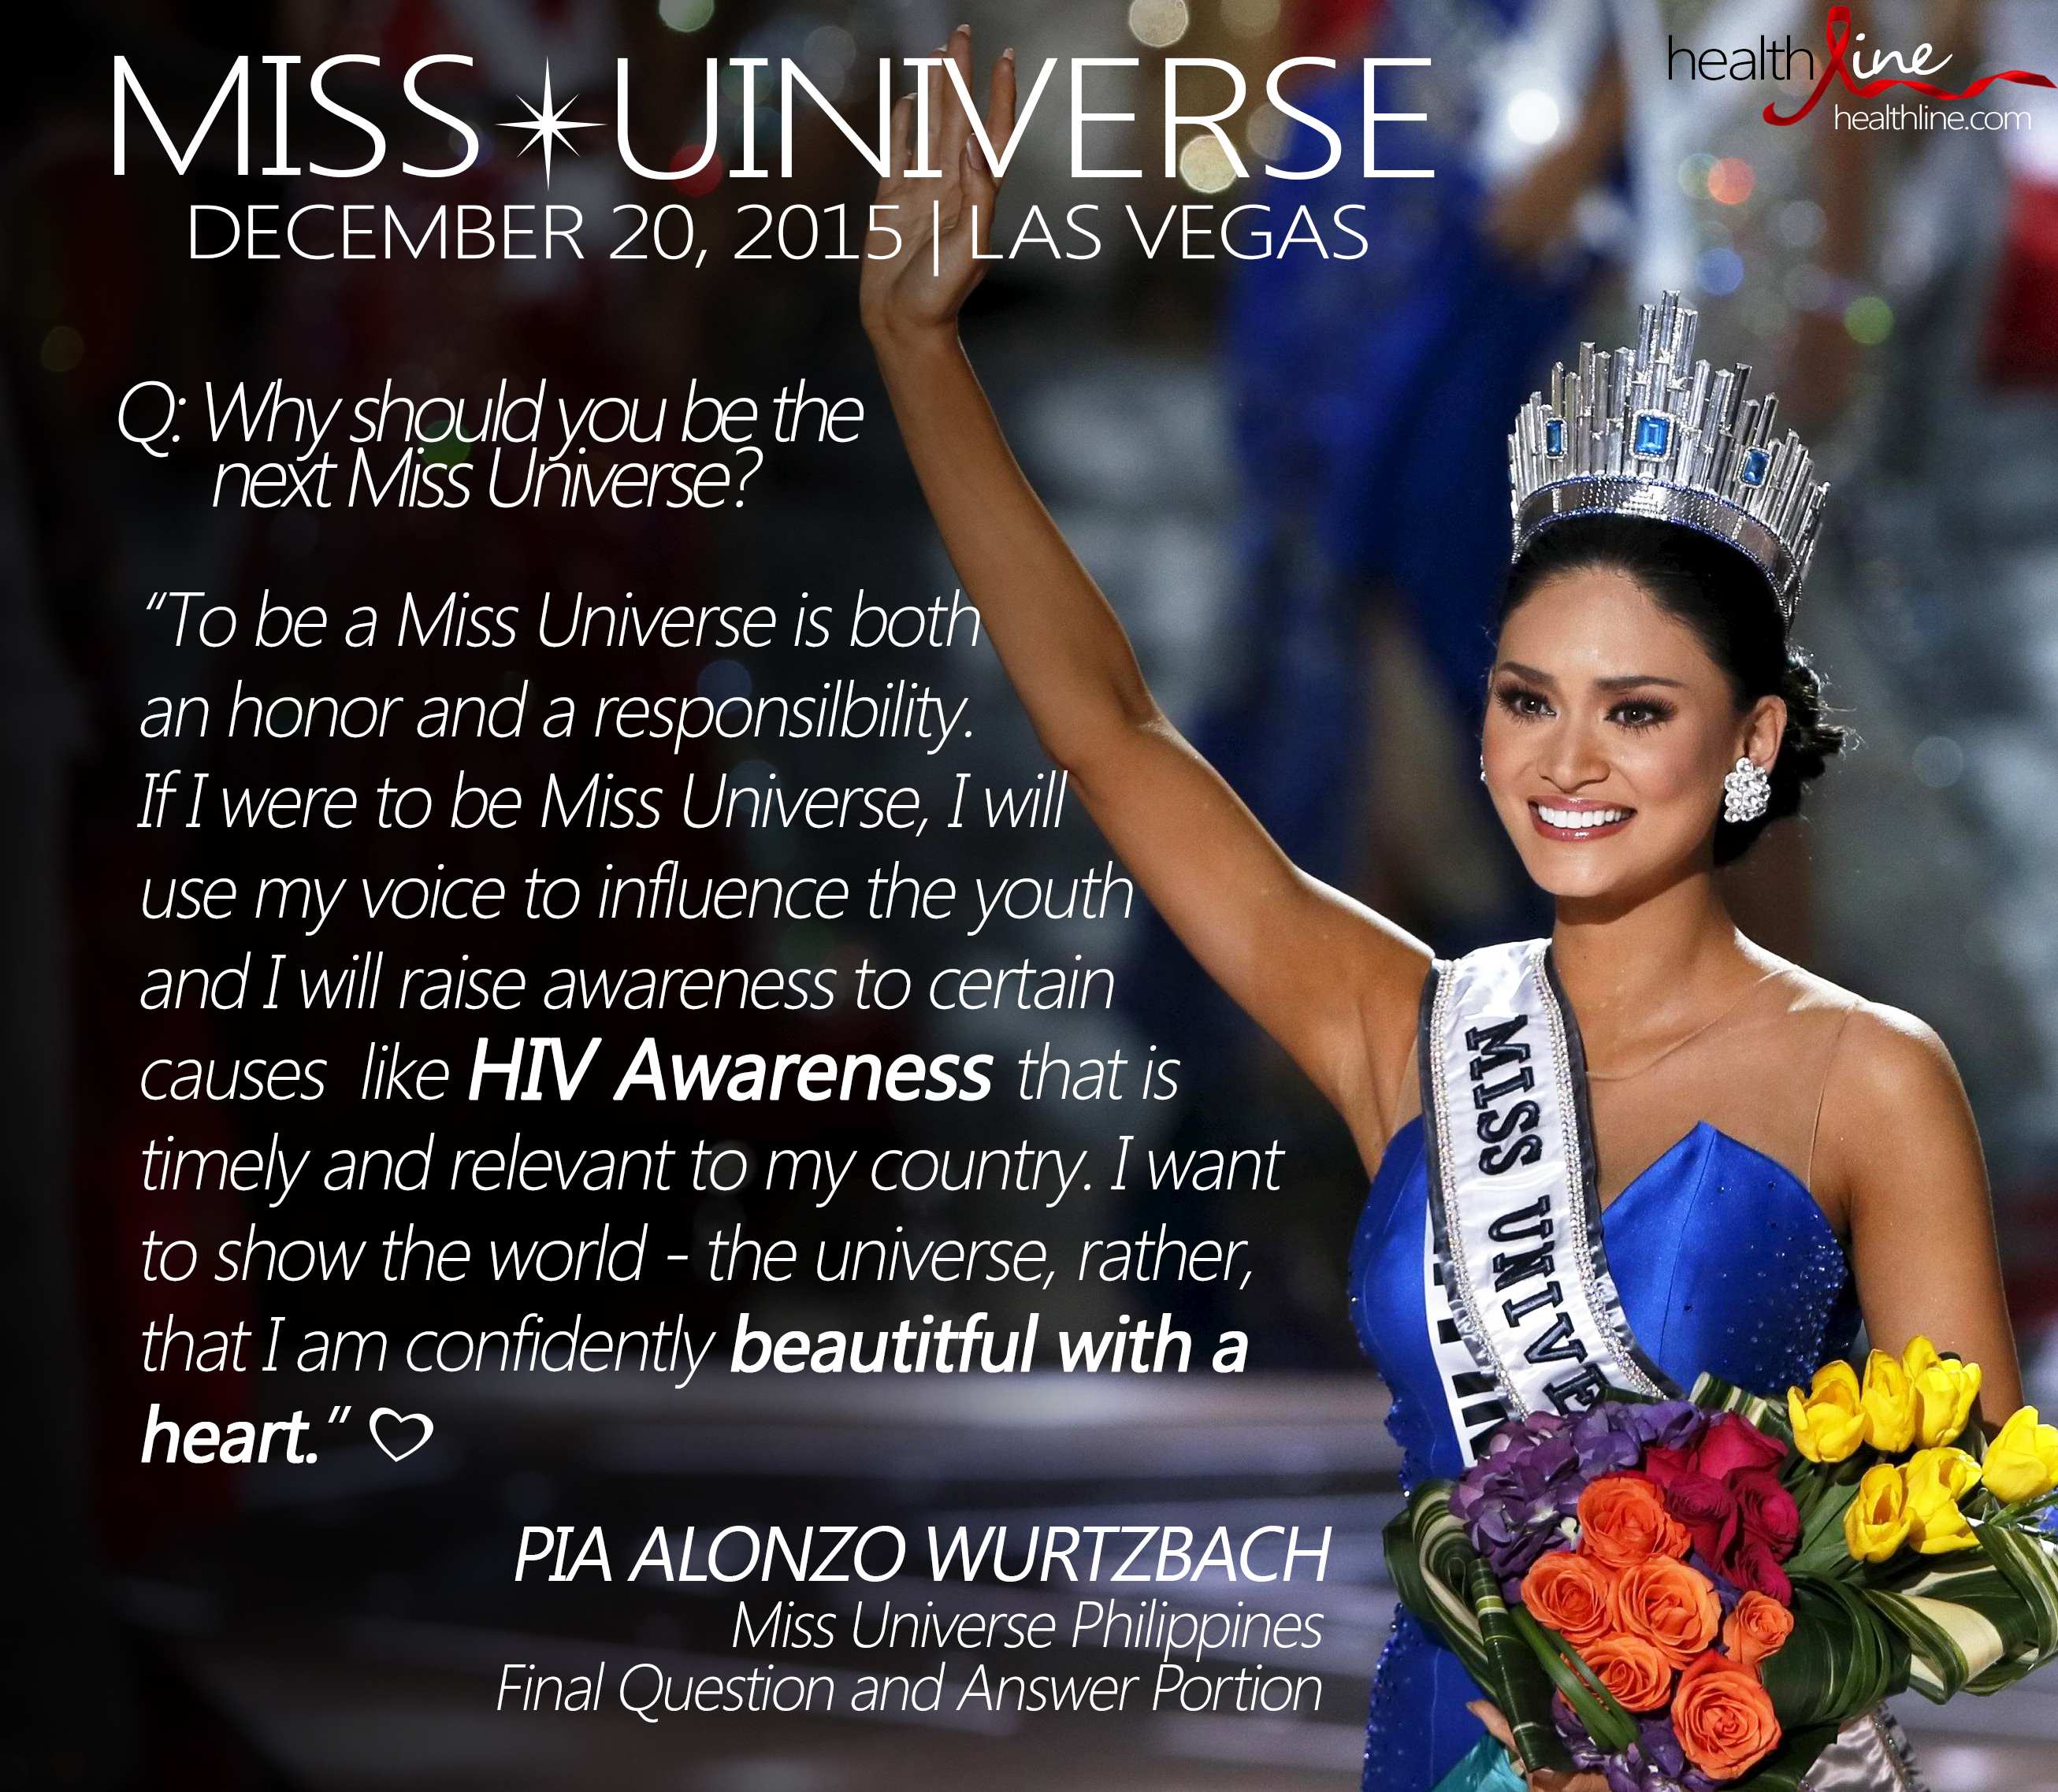 MISS UINIVERSE
DECEMBER 20, 2015 | LAS VEGAS
healthline
healthline.com
Q: Why should you be the
next Miss Universe?
“To be a Miss Universe is both
an honor and a responsilbility.
If I were to be Miss Universe, I will
use my voice to influence the youth
and I will raise awareness to certain
causes like HIV Awareness that is
timely and relevant to my country. I want
to show the world - the universe, rather,
that I am confidently beautitful with a
heart.”
PIA ALONZO WURTZBACH
Miss Universe Philippines
Final Question and Answer Portion
MISS UNIVE